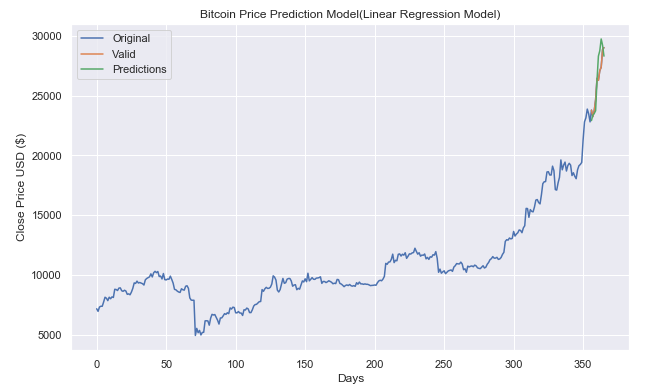 Bitcoin Price Prediction Model(Linear Regression Model)
Original
Valid
Predictions
30000
25000
20000
15000
10000
5000
Close Price USD ($)
0 50 100 150 200 250 300 350
Days